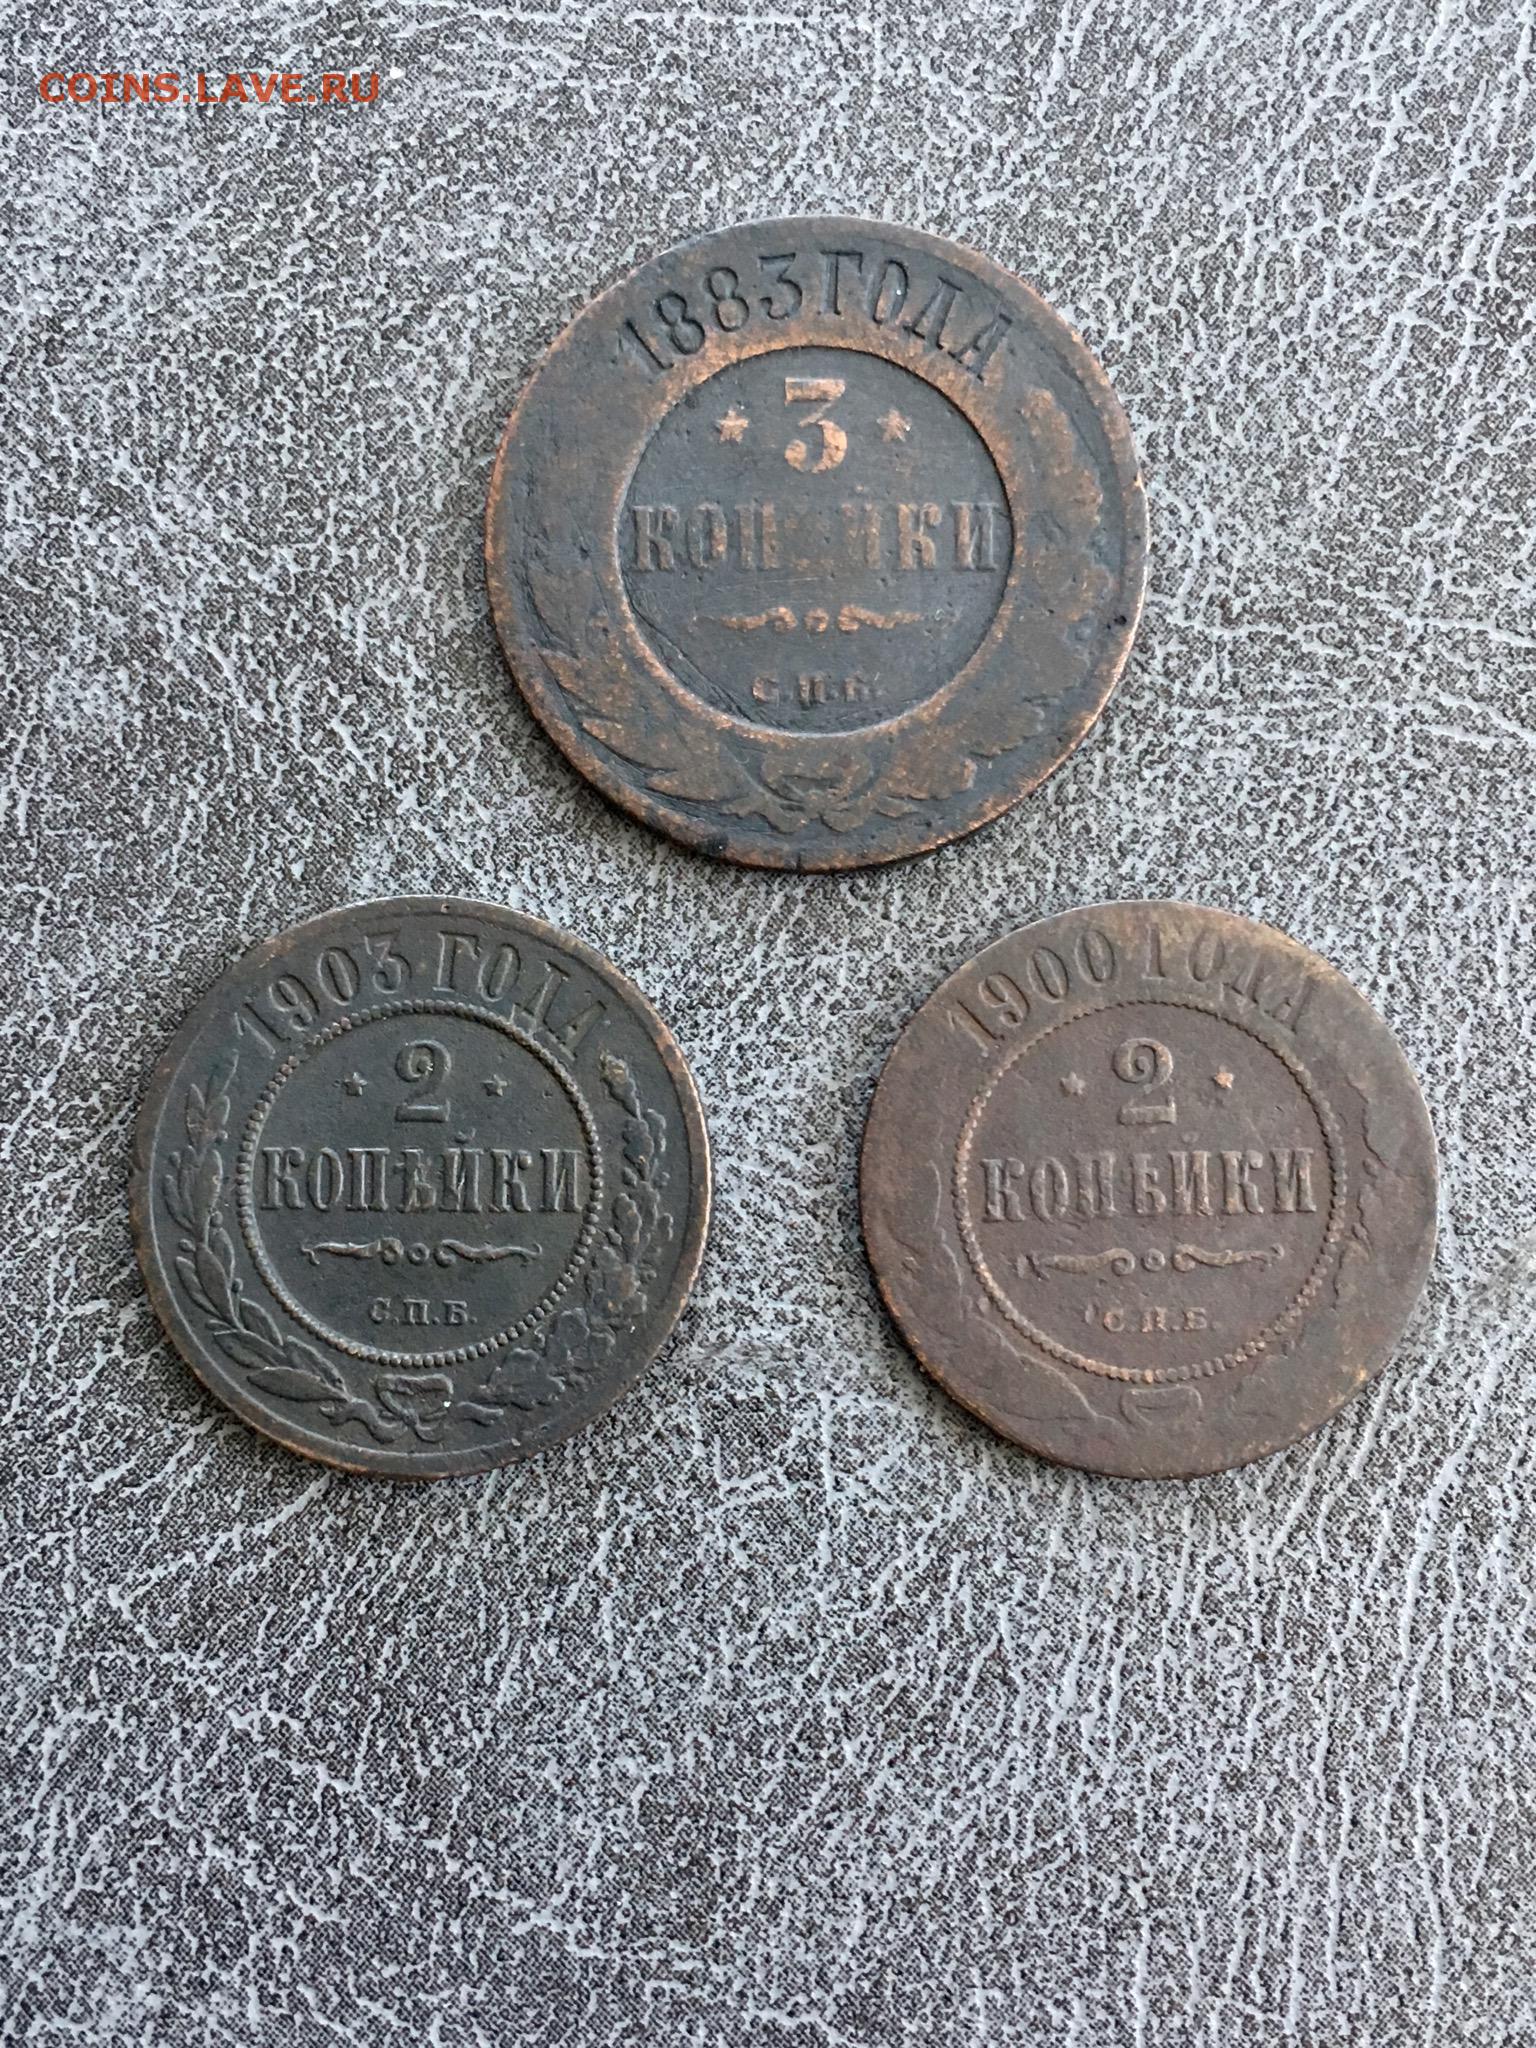 COINS.LAVE.RU
1883 ГОДА
3
КОПѢЙКИ
С.П.Б.
1903 ГОДА
2
КОПѢЙКИ
С.П.Б.
1900 ГОДА
2
КОПѢЙКИ
С.П.Б.